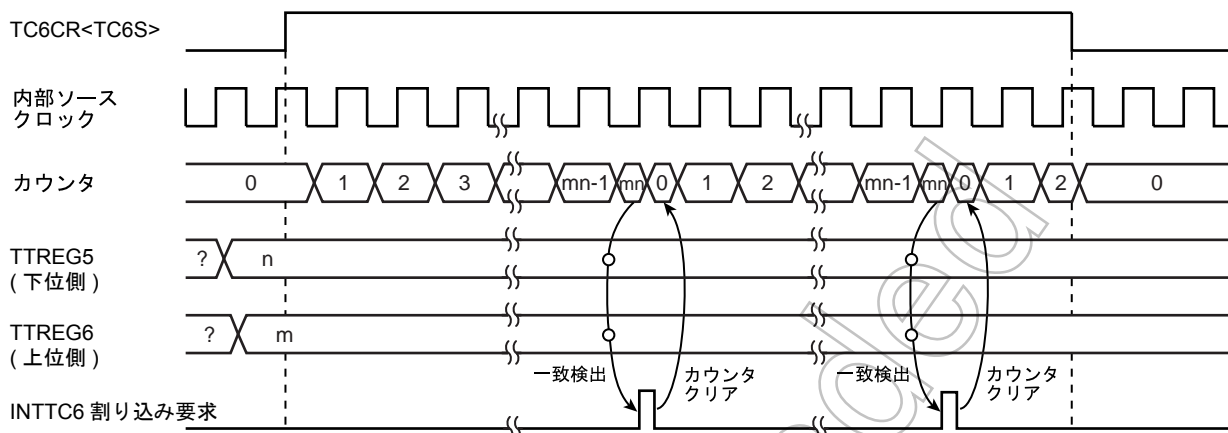 TC6CR<TC6S>
内部ソース
クロック
カウンタ
0 1 2 3 mn-1 mn 0 1 2 mn-1 mn 0 1 2 0
TTREG5
(下位側)
? n
TTREG6
(上位側)
? m
一致検出 カウンタ
クリア
一致検出 カウンタ
クリア
INTTC6 割り込み要求
ded